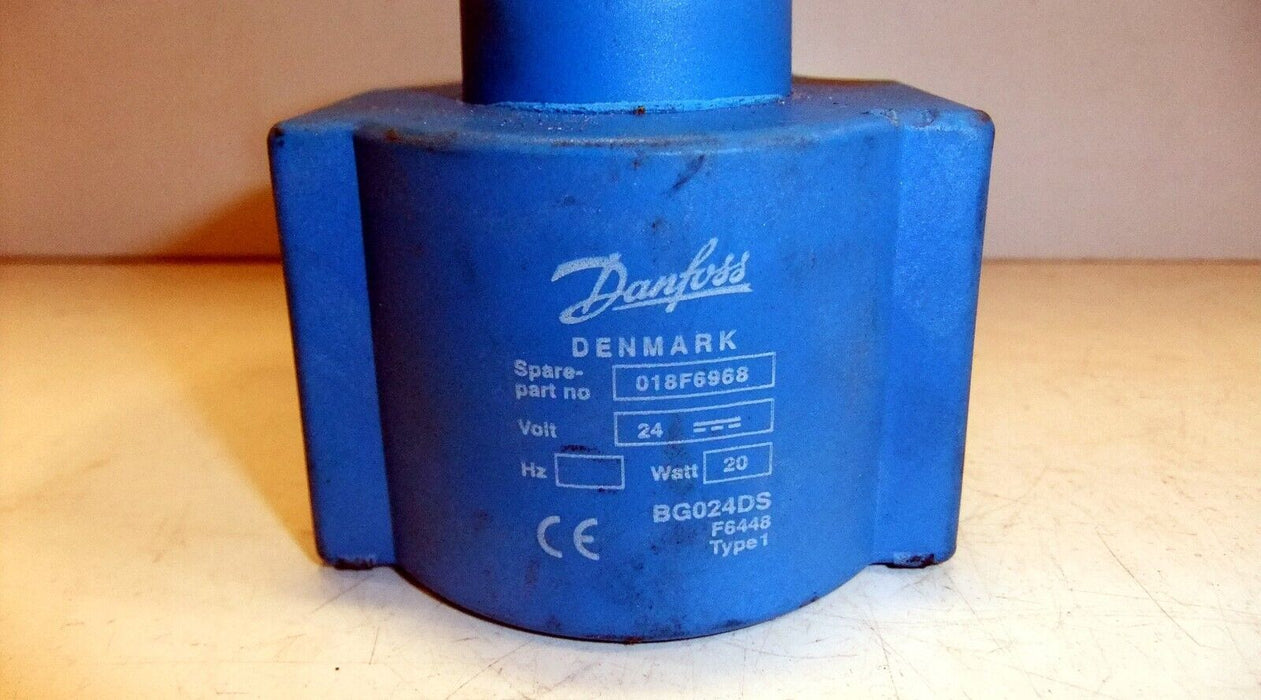 Danfoss
DENMARK
Spare-
part no 018F6968
Volt 24
Hz Watt 20
BG024DS
CE F6448
Type1